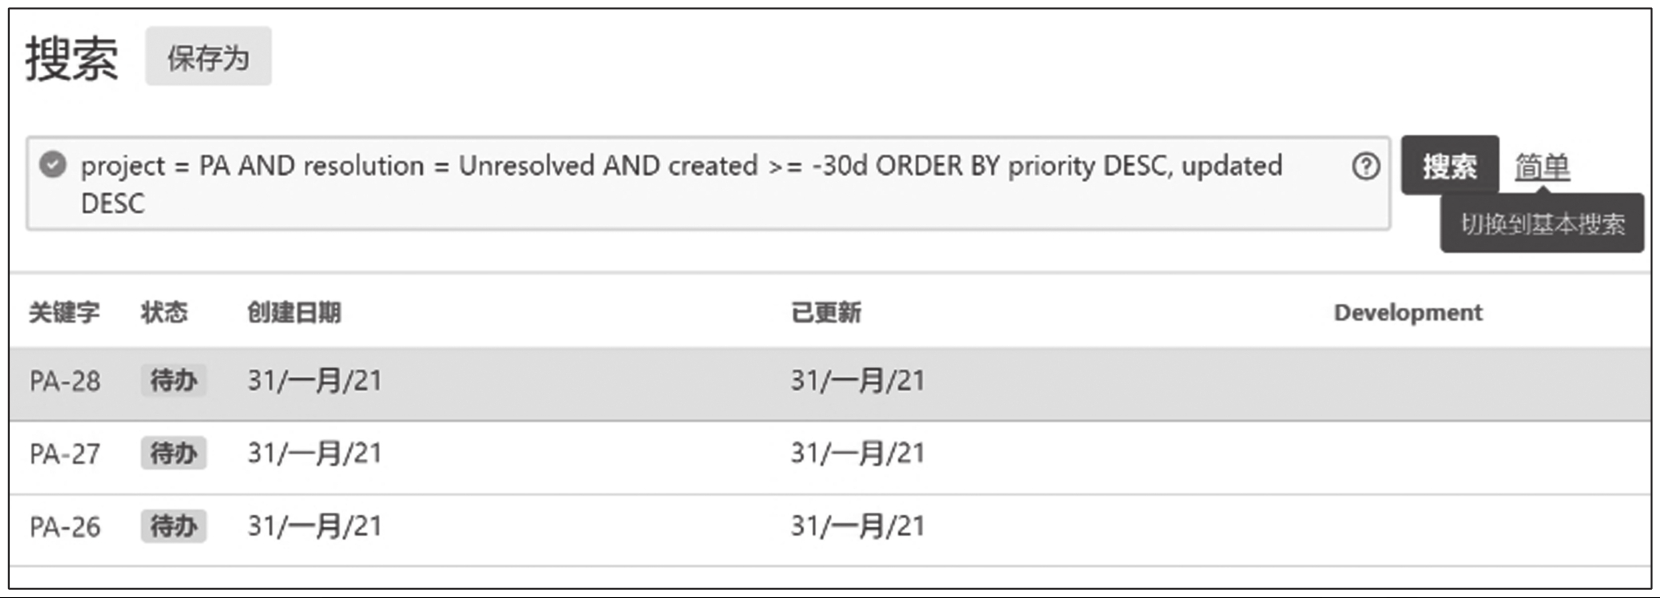 搜索 保存为
project = PA AND resolution = Unresolved AND created >= -30d ORDER BY priority DESC, updated
DESC
搜索 简单
切换到基本搜索
关键字 状态 创建日期 已更新 Development
PA-28 待办 31/一月/21 31/一月/21
PA-27 待办 31/一月/21 31/一月/21
PA-26 待办 31/一月/21 31/一月/21